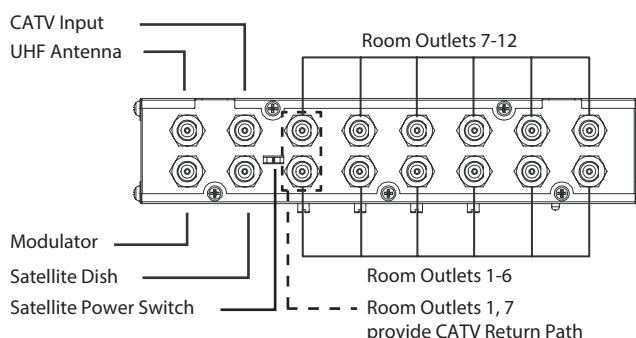 CATV Input
UHF Antenna
Room Outlets 7-12
Modulator
Satellite Dish
Satellite Power Switch
Room Outlets 1-6
Room Outlets 1, 7
provide CATV Return Path